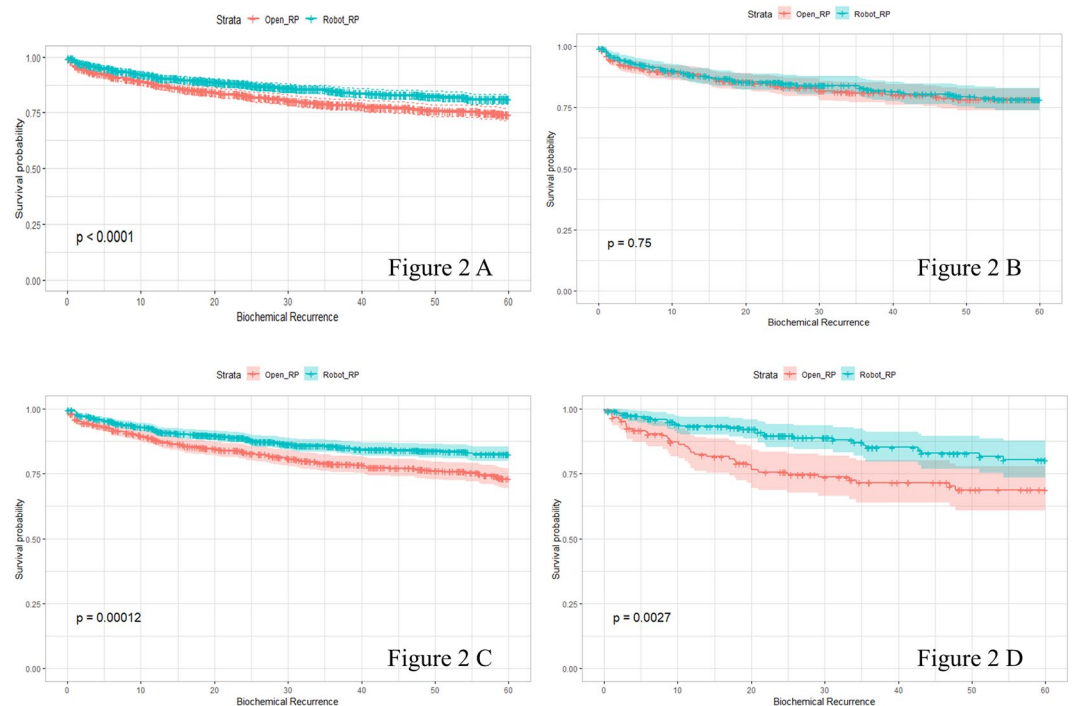 Strata Open_RP Robot_RP
Survival probability
1.00
0.75
0.50
0.25
0.00
p < 0.0001
Figure 2 A
0 10 20 30 40 50 60
Biochemical Recurrence
Strata Open_RP Robot_RP
Survival probability
1.00
0.75
0.50
0.25
0.00
p = 0.75
Figure 2 B
0 10 20 30 40 50 60
Biochemical Recurrence
Strata Open_RP Robot_RP
Survival probability
1.00
0.75
0.50
0.25
0.00
p = 0.00012
Figure 2 C
0 10 20 30 40 50 60
Biochemical Recurrence
Strata Open_RP Robot_RP
Survival probability
1.00
0.75
0.50
0.25
0.00
p = 0.0027
Figure 2 D
0 10 20 30 40 50 60
Biochemical Recurrence